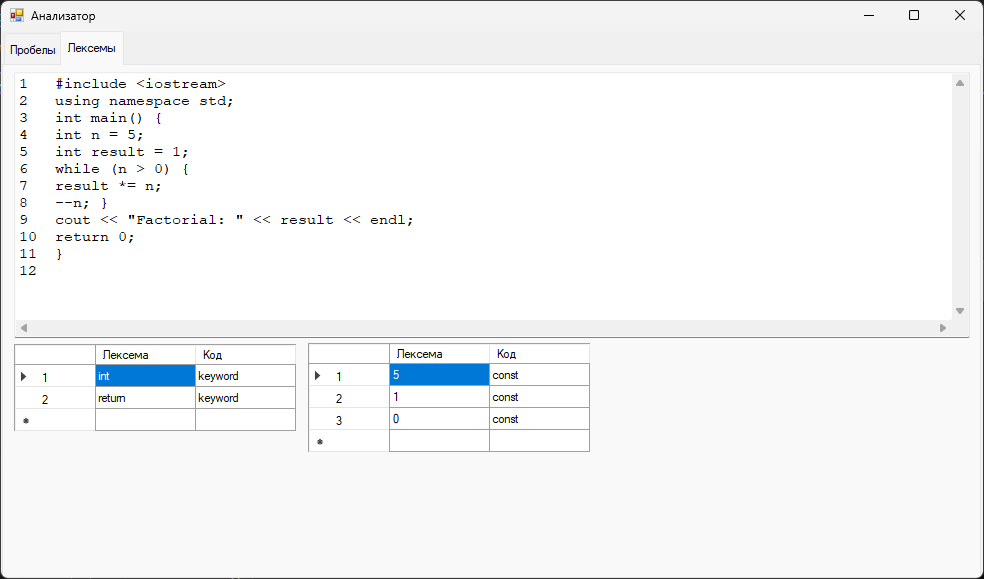 Анализатор
Пробелы Лексемы
1 #include <iostream>
2 using namespace std;
3 int main() {
4 int n = 5;
5 int result = 1;
6 while (n > 0) {
7 result *= n;
8 --n; }
9 cout << "Factorial: " << result << endl;
10 return 0;
11 }
12
Лексема Код
1 int keyword
2 return keyword
Лексема Код
1 5 const
2 1 const
3 0 const